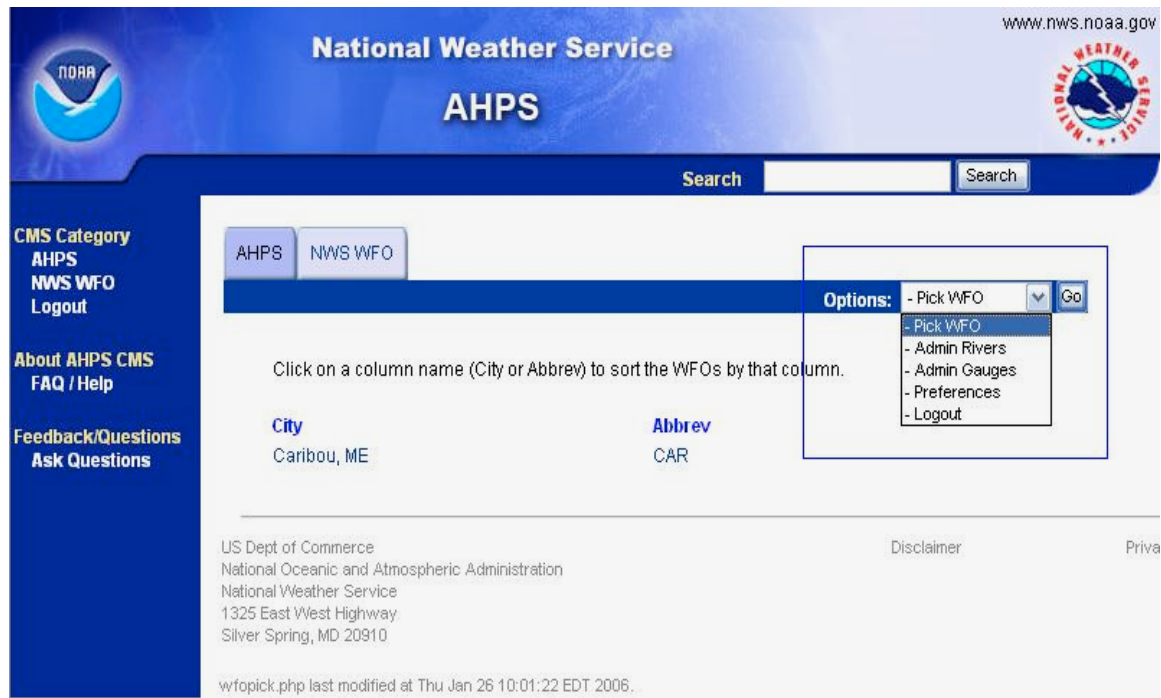 www.nws.noaa.gov
NOAA
National Weather Service
AHPS
NATIONAL WEATHER SERVICE
Search
Search
CMS Category
AHPS
NWS WFO
Logout
About AHPS CMS
FAQ / Help
Feedback/Questions
Ask Questions
AHPS
NWS WFO
Options:
- Pick WFO
Go
- Pick WFO
- Admin Rivers
- Admin Gauges
- Preferences
- Logout
Click on a column name (City or Abbrev) to sort the WFOs by that column.
City Abbrev
Caribou, ME CAR
US Dept of Commerce
National Oceanic and Atmospheric Administration
National Weather Service
1325 East West Highway
Silver Spring, MD 20910
Disclaimer
Priva
wfopick.php last modified at Thu Jan 26 10:01:22 EDT 2006.